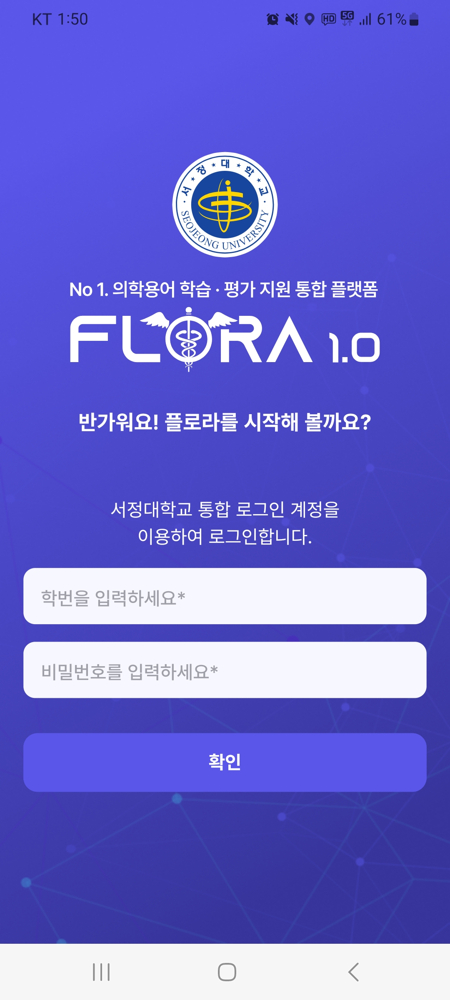 KT 1:50
HD 5G 61%
서정대학교
SEOJEONG UNIVERSITY
No 1. 의학용어 학습 · 평가 지원 통합 플랫폼
FLORA 1.0
반가워요! 플로라를 시작해 볼까요?
서정대학교 통합 로그인 계정을
이용하여 로그인합니다.
학번을 입력하세요*
비밀번호를 입력하세요*
확인